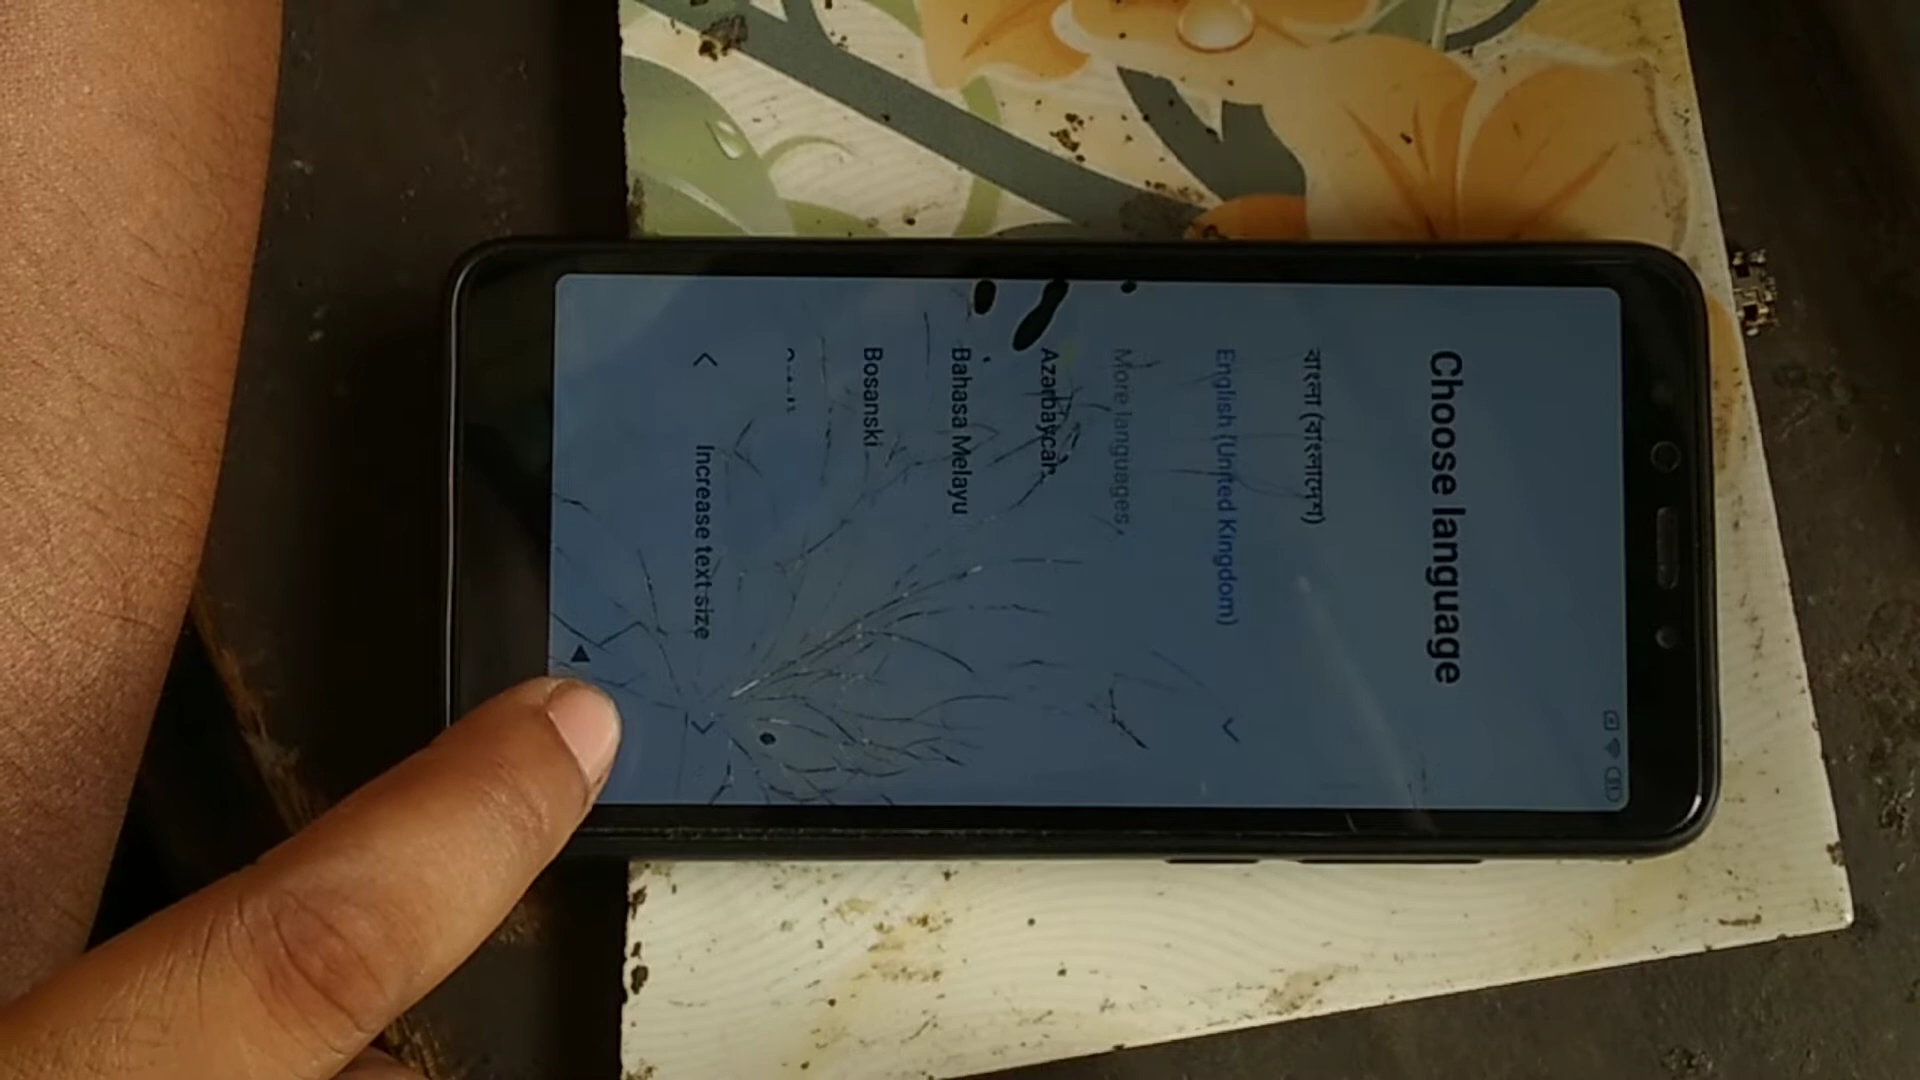 Choose language
বাংলা (বাংলাদেশ)
English (United Kingdom)
More languages
Azərbaycan
Bahasa Melayu
Bosanski
Increase text size